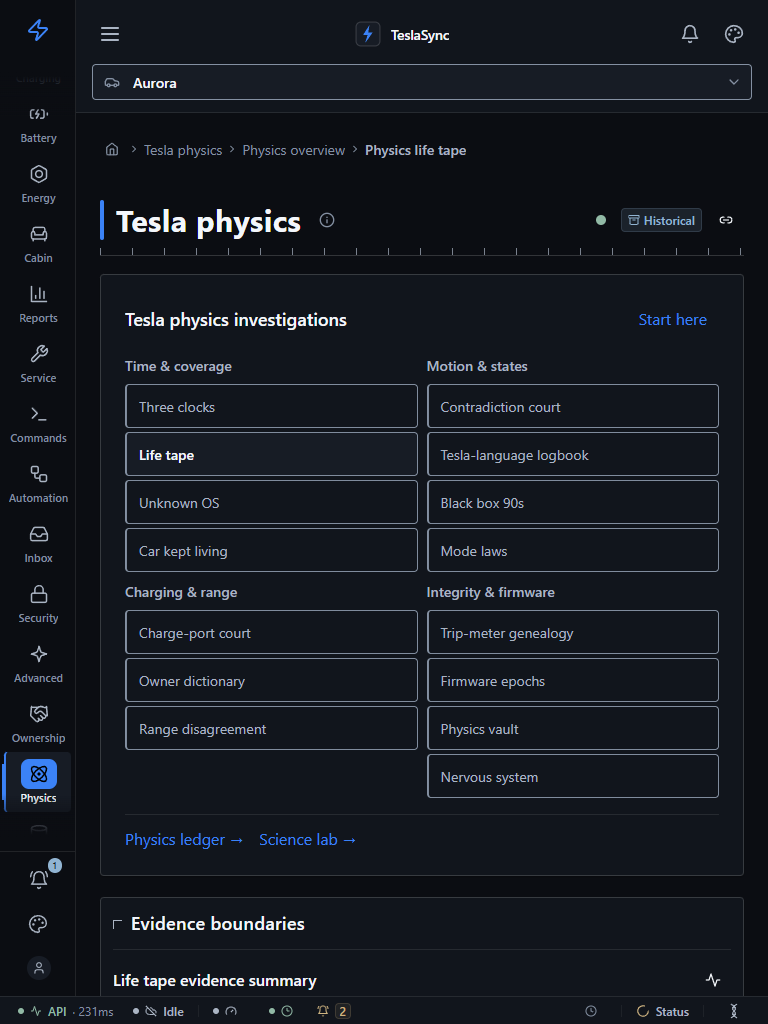 TeslaSync
Aurora
Battery
Energy
Cabin
Reports
Service
Commands
Automation
Inbox
Security
Advanced
Ownership
Physics
1
Tesla physics > Physics overview > Physics life tape
Tesla physics
Historical
Tesla physics investigations
Start here
Time & coverage
Three clocks
Life tape
Unknown OS
Car kept living
Motion & states
Contradiction court
Tesla-language logbook
Black box 90s
Mode laws
Charging & range
Charge-port court
Owner dictionary
Range disagreement
Integrity & firmware
Trip-meter genealogy
Firmware epochs
Physics vault
Nervous system
Physics ledger → Science lab →
Evidence boundaries
Life tape evidence summary
API · 231ms Idle 2 Status